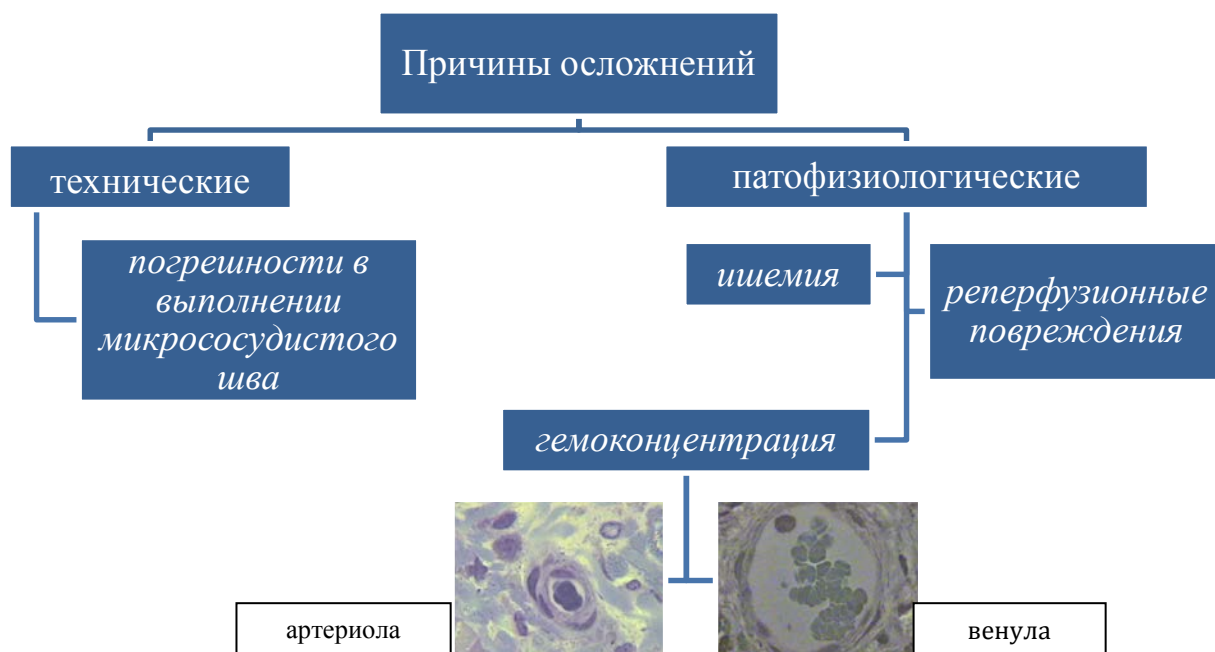 Причины осложнений
технические
патофизиологические
погрешности в
выполнении
микрососудистого
шва
ишемия
реперфузионные
повреждения
гемоконцентрация
артериола
венула